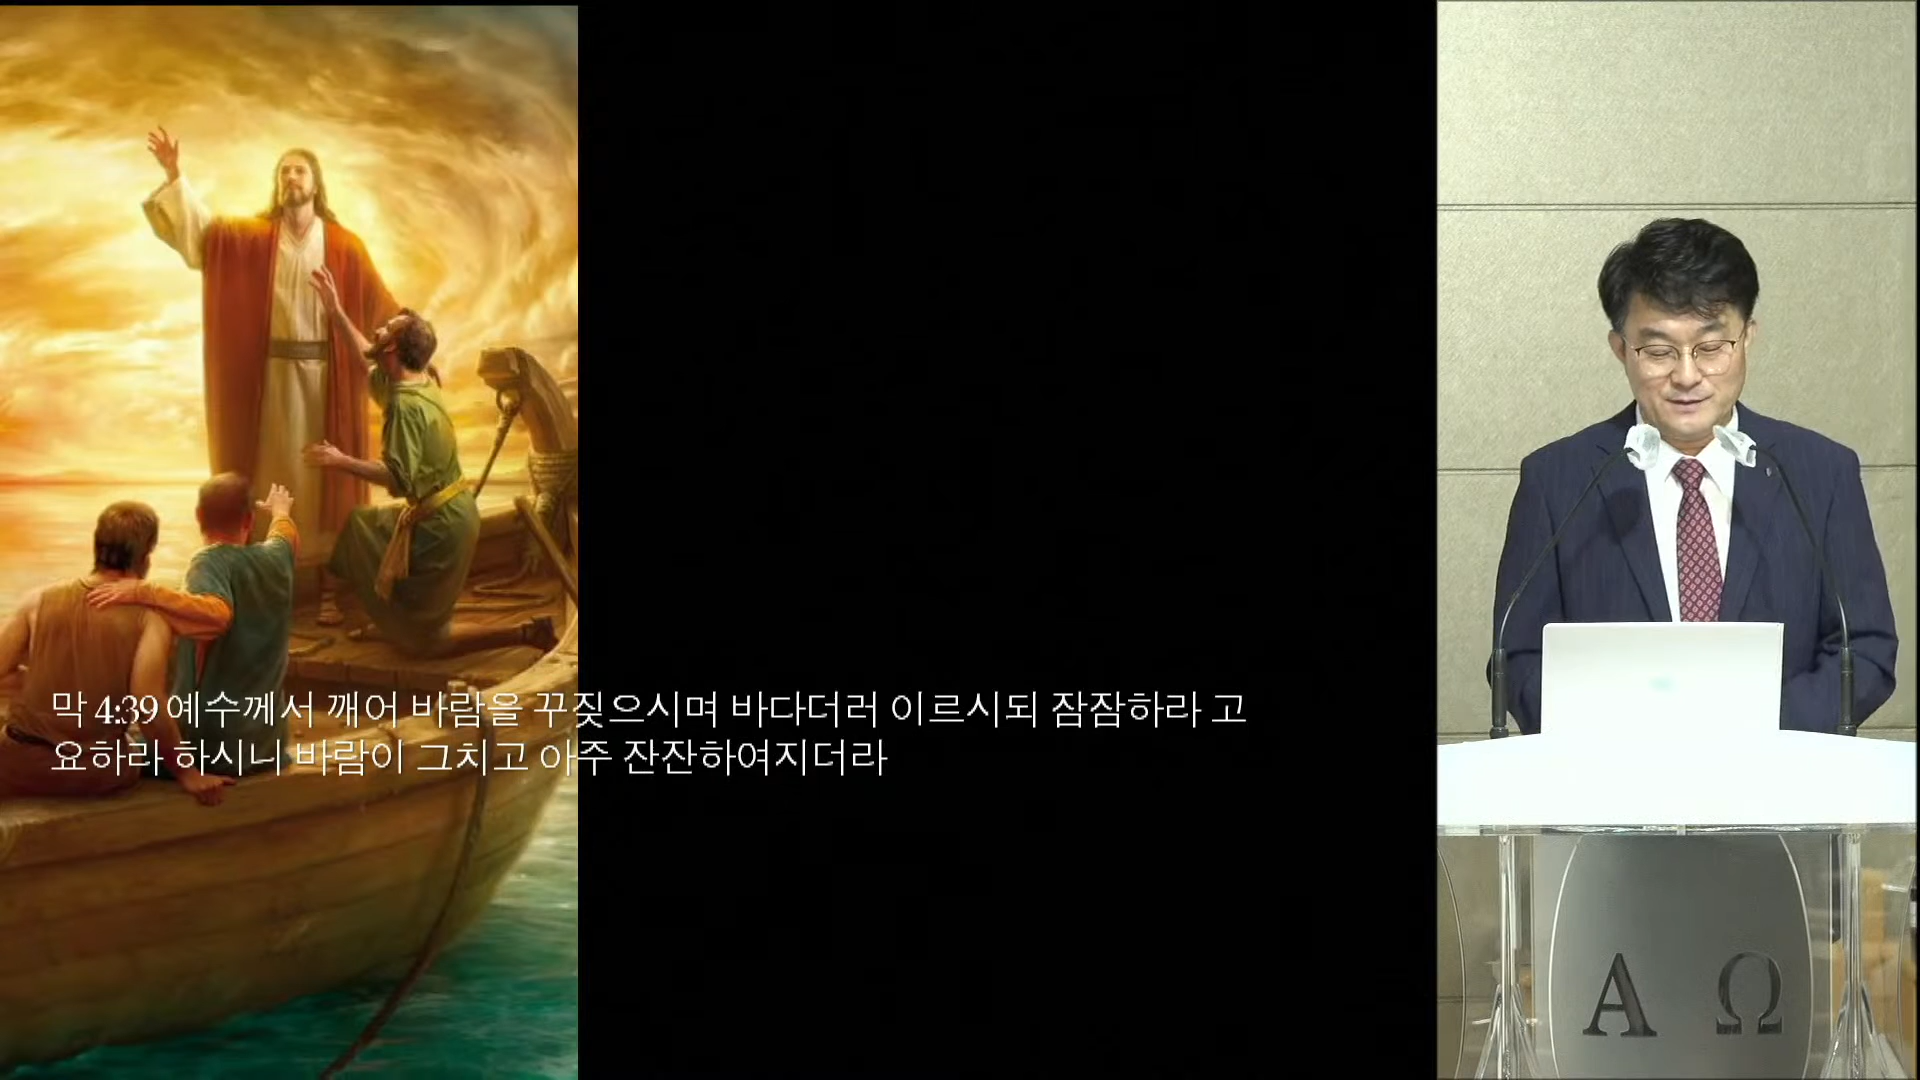 막 4:39 예수께서 깨어 바람을 꾸짖으시며 바다더러 이르시되 잠잠하라 고
요하라 하시니 바람이 그치고 아주 잔잔하여지더라
Α Ω